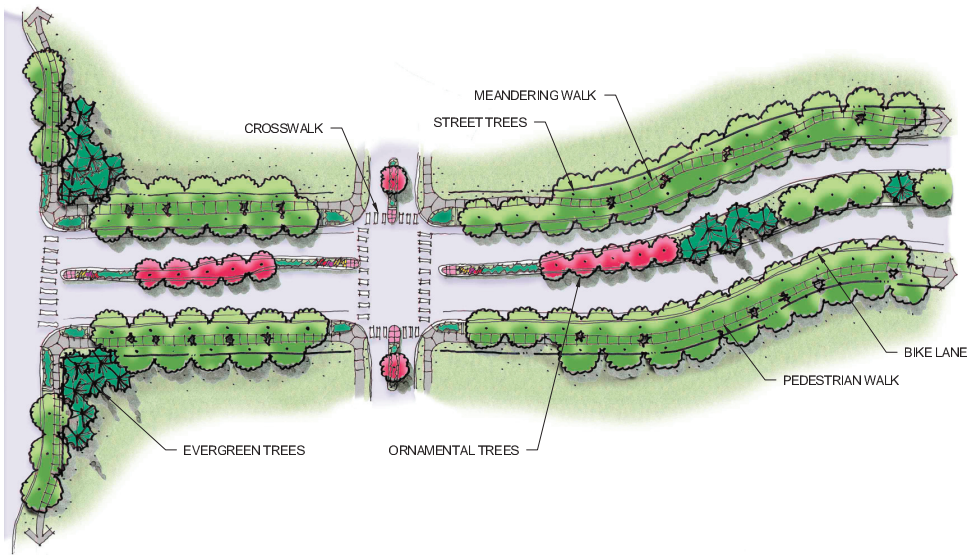 MEANDERING WALK
STREET TREES
CROSSWALK
BIKE LANE
PEDESTRIAN WALK
EVERGREEN TREES
ORNAMENTAL TREES